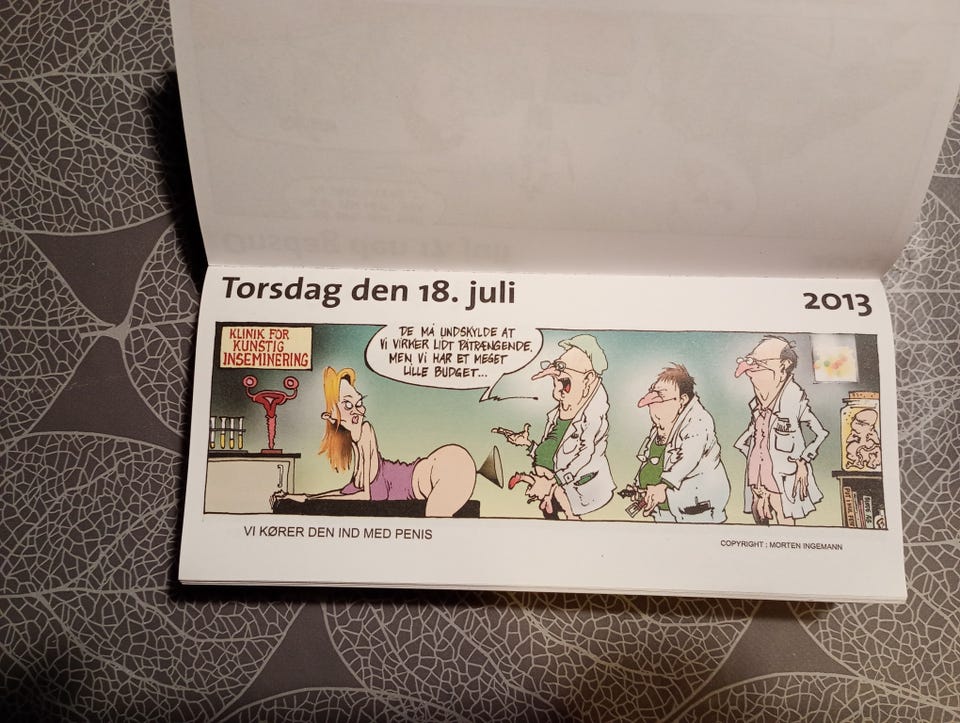 Torsdag den 18. juli
2013
KLINIK FOR
KUNSTIG
INSEMINERING
DE MÅ UNDSKYLDE AT
VI VIRKER LIDT PÅTRÆNGENDE,
MEN VI HAR ET MEGET
LILLE BUDGET...
VI KØRER DEN IND MED PENIS
COPYRIGHT : MORTEN INGEMANN